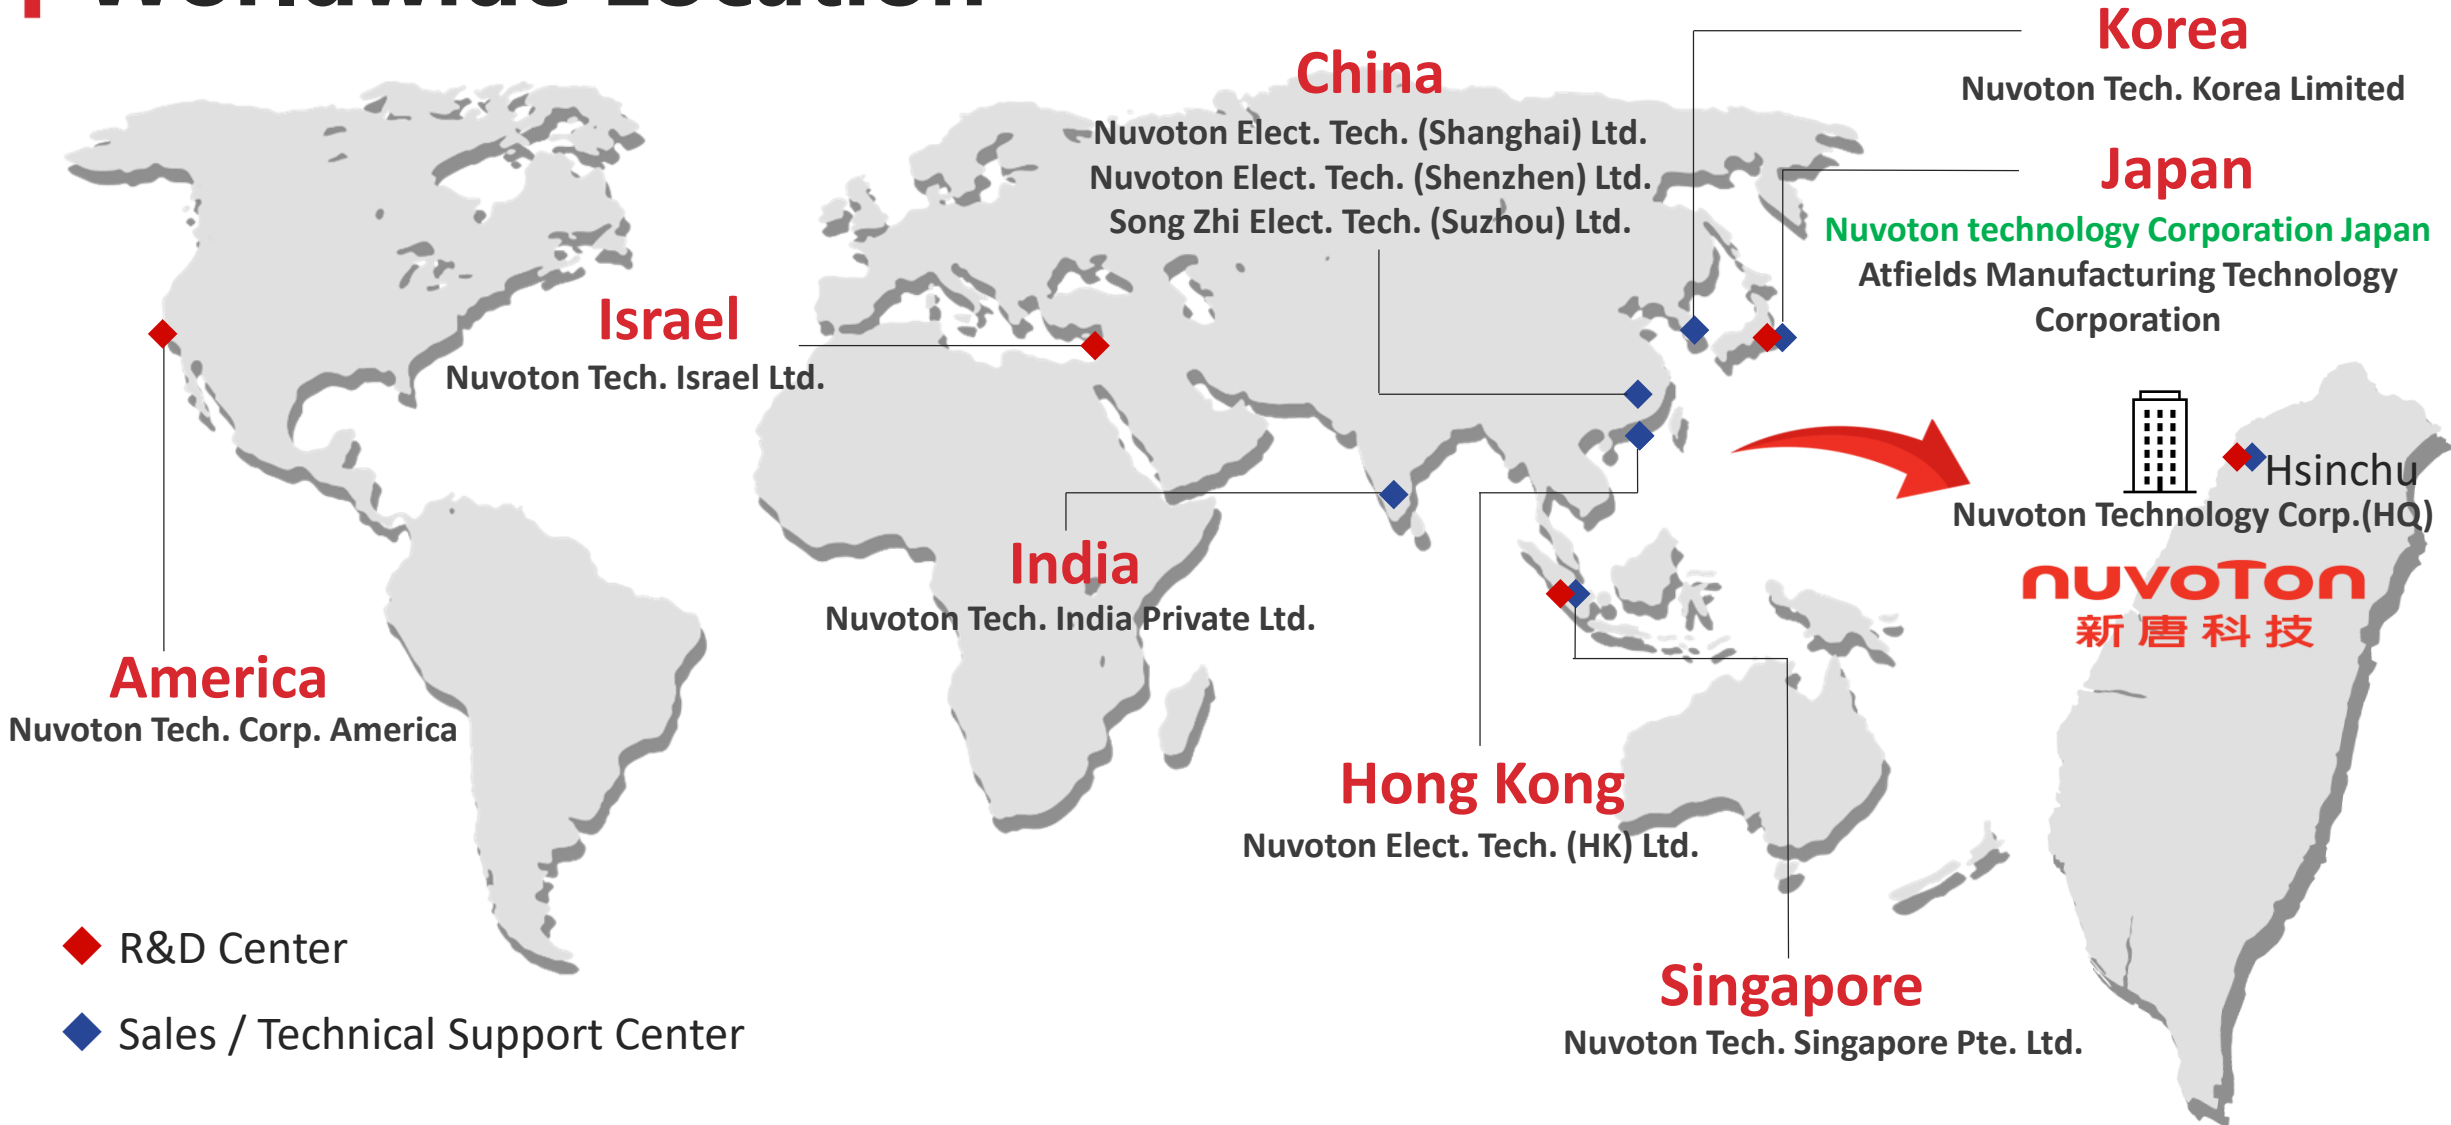 Worldwide Location
Korea
Nuvoton Tech. Korea Limited
China
Nuvoton Elect. Tech. (Shanghai) Ltd.
Nuvoton Elect. Tech. (Shenzhen) Ltd.
Song Zhi Elect. Tech. (Suzhou) Ltd.
Japan
Nuvoton technology Corporation Japan
Atfields Manufacturing Technology
Corporation
Israel
Nuvoton Tech. Israel Ltd.
Hsinchu
Nuvoton Technology Corp.(HQ)
nuvoTon
新唐科技
India
Nuvoton Tech. India Private Ltd.
America
Nuvoton Tech. Corp. America
Hong Kong
Nuvoton Elect. Tech. (HK) Ltd.
Singapore
Nuvoton Tech. Singapore Pte. Ltd.
R&D Center
Sales / Technical Support Center